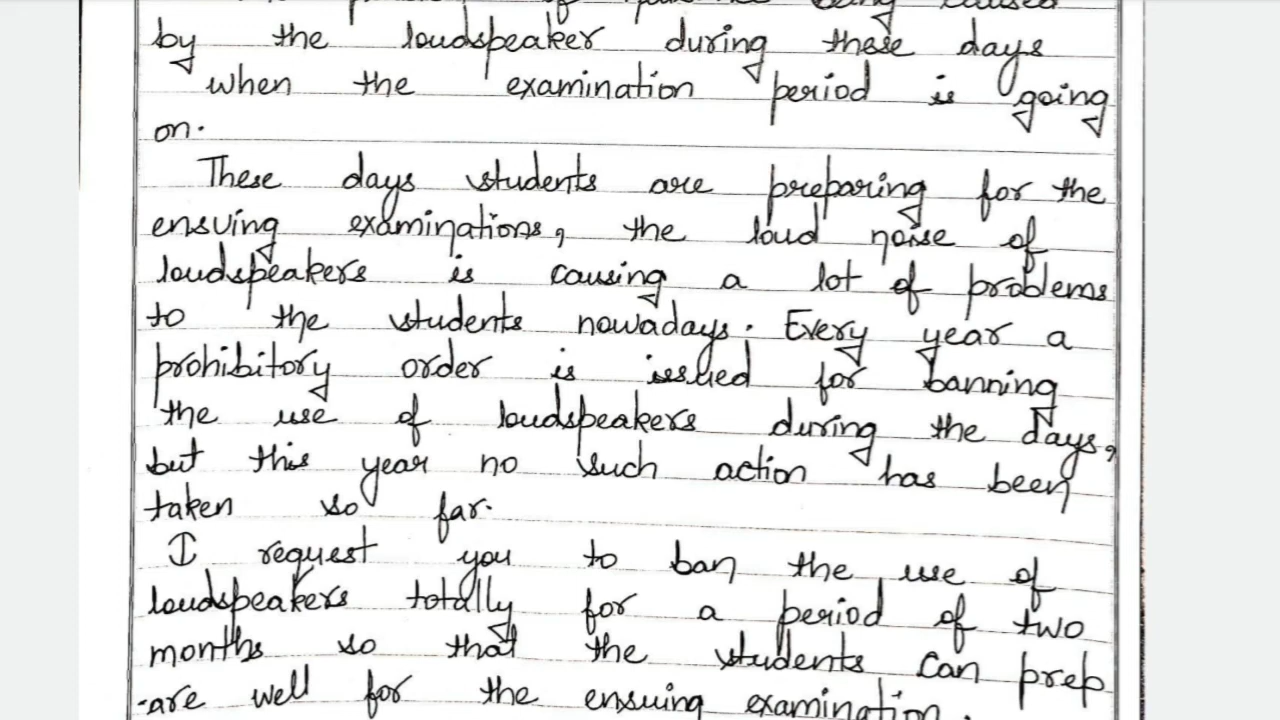 being caused
by the loudspeaker during these days
when the examination period is going
on.
These days students are preparing for the
ensuing examinations, the loud noise of
loudspeakers is causing a lot of problems
to the students nowadays. Every year a
prohibitory order is issued for banning
the use of loudspeakers during the days,
but this year no such action has been
taken so far.
I request you to ban the use of
loudspeakers totally for a period of two
months so that the students can prep
-are well for the ensuing examination.